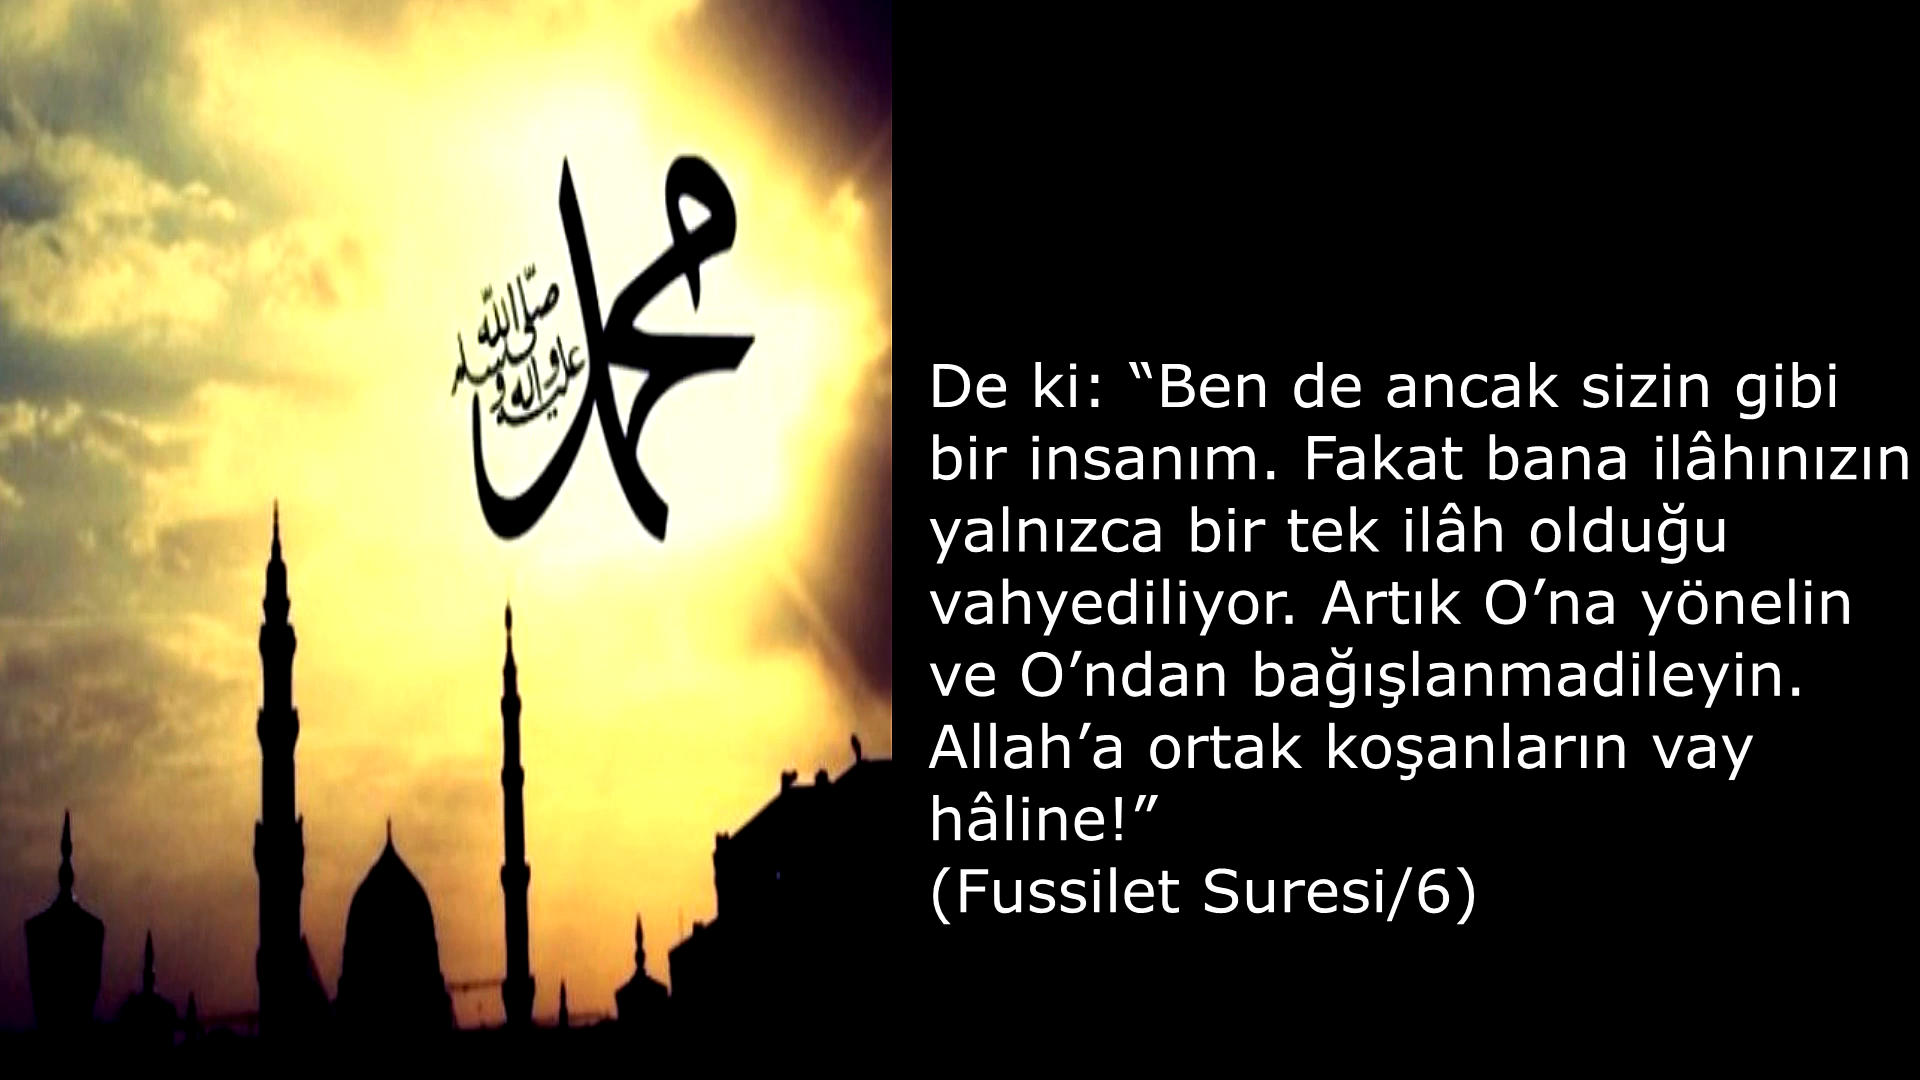 محمد
صلى الله
عليه وآله وسلم
De ki: “Ben de ancak sizin gibi
bir insanım. Fakat bana ilâhınızın
yalnızca bir tek ilâh olduğu
vahyediliyor. Artık O’na yönelin
ve O’ndan bağışlanmadileyin.
Allah’a ortak koşanların vay
hâline!”
(Fussilet Suresi/6)